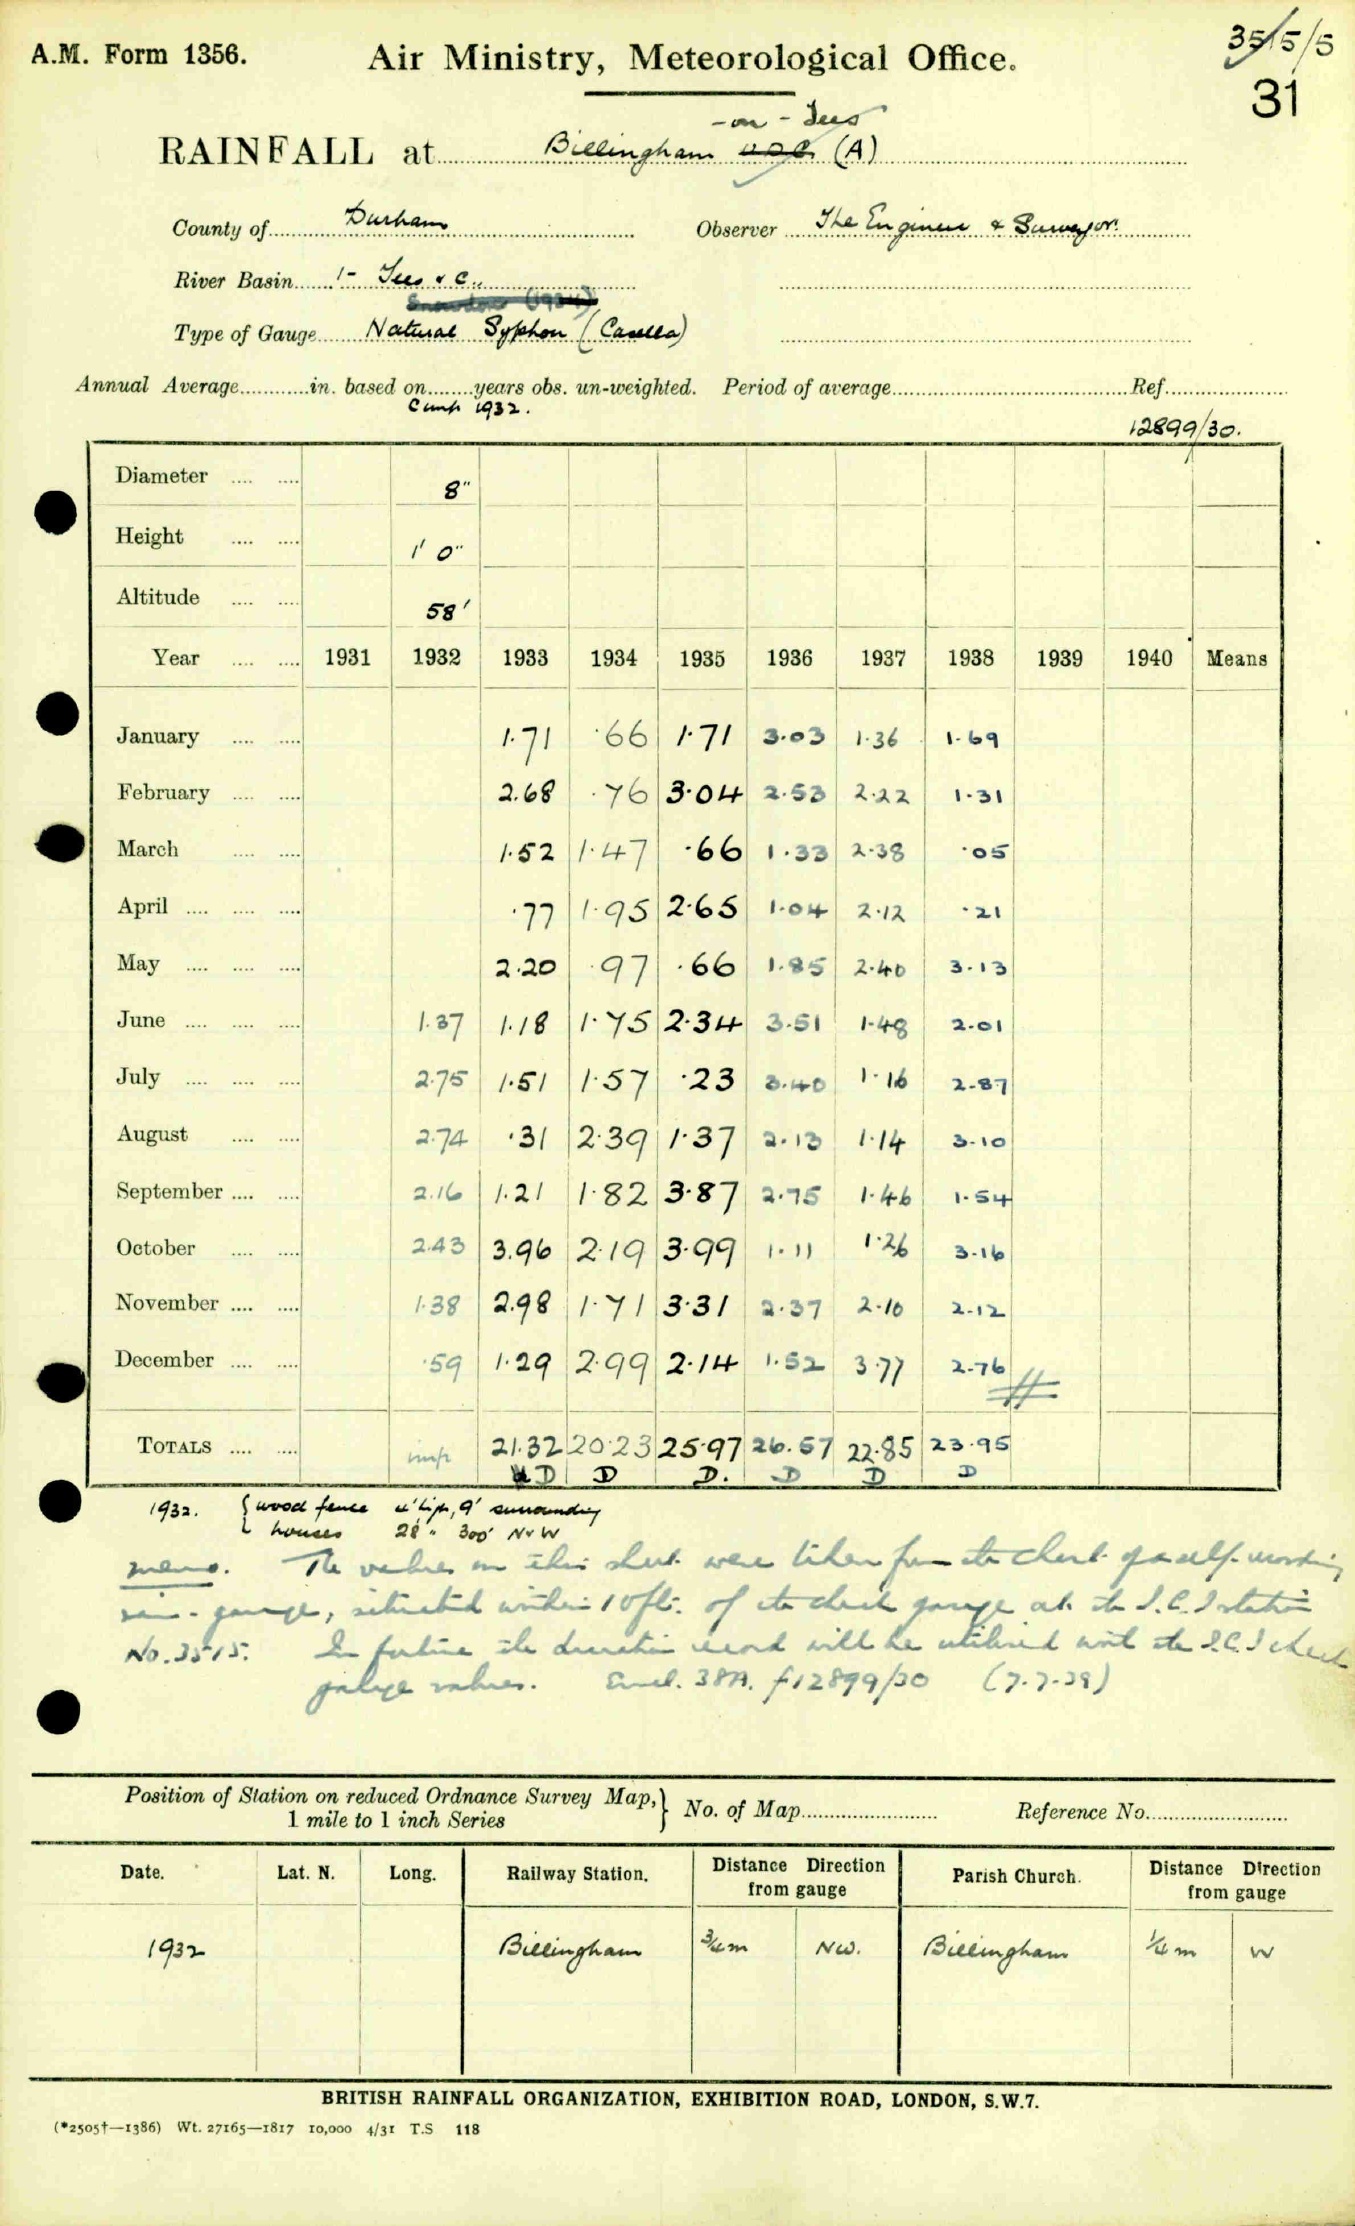 A.M. Form 1356. Air Ministry, Meteorological Office. 3515/5
31
- on - Tees
RAINFALL at Billingham (A)
County of Durham Observer The Engineer & Surveyor.
River Basin 1- Tees & C.
Type of Gauge Natural Syphon (Casella)
Annual Average in. based on years obs. un-weighted. Period of average Ref.
1932. 12899/30.
Diameter 8"
Height 1' 0"
Altitude 58'
Year 1931 1932 1933 1934 1935 1936 1937 1938 1939 1940 Means
January 1.71 .66 1.71 3.03 1.36 1.69
February 2.68 .76 3.04 2.53 2.22 1.31
March 1.52 1.47 .66 1.33 2.38 .05
April .77 1.95 2.65 1.04 2.12 .21
May 2.20 .97 .66 1.85 2.40 3.13
June 1.37 1.18 1.75 2.34 3.51 1.48 2.01
July 2.75 1.51 1.57 .23 3.40 1.16 2.87
August 2.74 .31 2.39 1.37 2.13 1.14 3.10
September 2.16 1.21 1.82 3.87 2.75 1.46 1.54
October 2.43 3.96 2.19 3.99 1.11 1.26 3.16
November 1.38 2.98 1.71 3.31 2.37 2.10 2.12
December .59 1.29 2.99 2.14 1.52 3.77 2.76
TOTALS imp 21.32 20.23 25.97 26.57 22.85 23.95
D D D. D D D
1932. { wood fence 4' high, 9' surrounding
houses 28 " 300' N & W
memo. The values on this sheet were taken from the chart of a self-recording
rain-gauge, situated within 10 ft. of the check gauge at the I.C.I station
No. 3515. In future the duration record will be utilised with the I.C.I check
gauge values. Encl. 38A. f12899/30 (7.7.39)
Position of Station on reduced Ordnance Survey Map, } No. of Map Reference No.
1 mile to 1 inch Series
Date. Lat. N. Long. Railway Station. Distance Direction from gauge Parish Church. Distance Direction from gauge
1932 Billingham 3/4 m NW. Billingham 1/4 m W
BRITISH RAINFALL ORGANIZATION, EXHIBITION ROAD, LONDON, S.W.7.
(*2505†—1386) Wt. 27165—1817 10,000 4/31 T.S 118